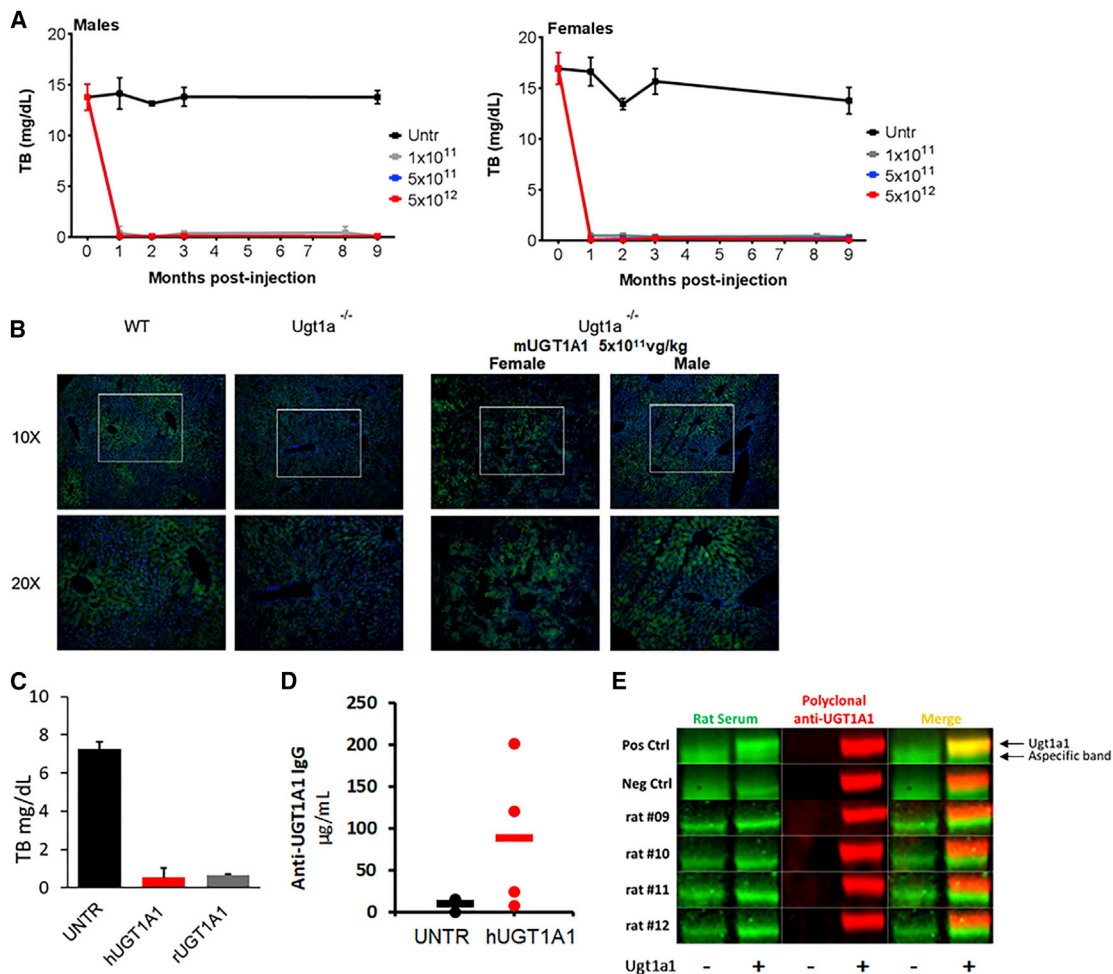 A
Males
TB (mg/dL)
20
15
10
5
0
0 1 2 3 4 5 6 7 8 9
Months post-injection
Untr
1x10¹¹
5x10¹¹
5x10¹²
Females
TB (mg/dL)
20
15
10
5
0
0 1 2 3 4 5 6 7 8 9
Months post-injection
Untr
1x10¹¹
5x10¹¹
5x10¹²
B
WT
Ugt1a -/-
Ugt1a -/-
mUGT1A1 5x10¹¹vg/kg
Female
Male
10X
20X
C
TB mg/dL
10
8
6
4
2
0
UNTR
hUGT1A1
rUGT1A1
D
Anti-UGT1A1 IgG
µg/mL
250
200
150
100
50
0
UNTR hUGT1A1
E
Rat Serum
Polyclonal
anti-UGT1A1
Merge
Pos Ctrl
Ugt1a1
Aspecific band
Neg Ctrl
rat #09
rat #10
rat #11
rat #12
Ugt1a1 - + - + - +